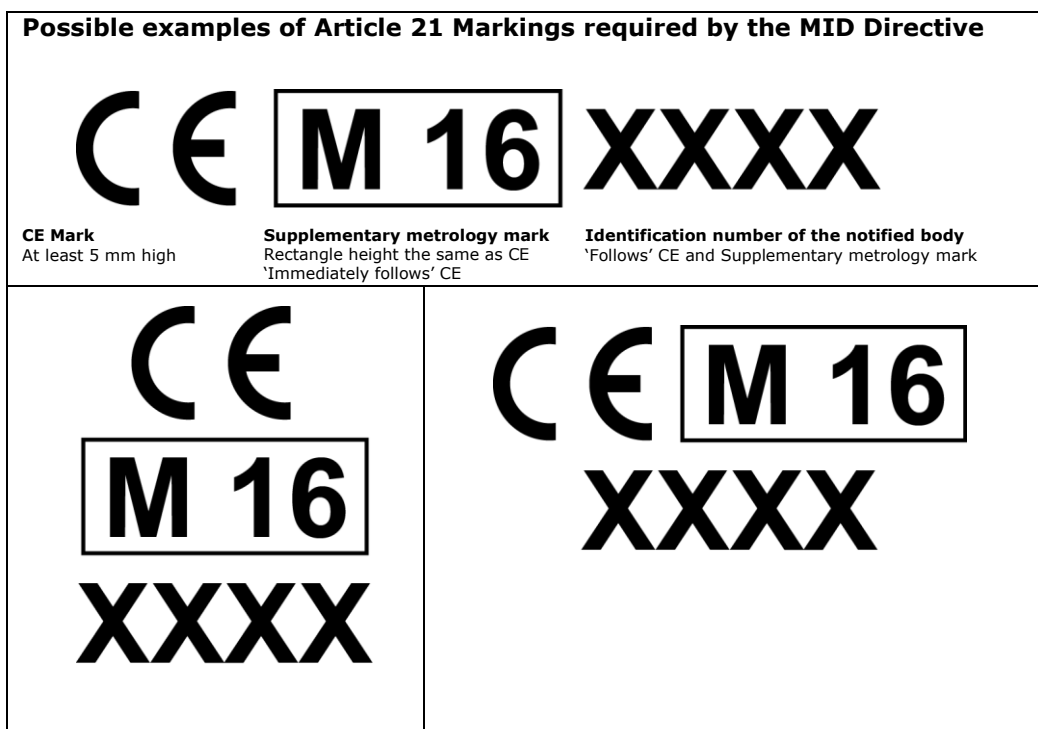 Possible examples of Article 21 Markings required by the MID Directive
CE M 16 XXXX
CE Mark
At least 5 mm high
Supplementary metrology mark
Rectangle height the same as CE
‘Immediately follows’ CE
Identification number of the notified body
‘Follows’ CE and Supplementary metrology mark
CE
M 16
XXXX
CE M 16
XXXX